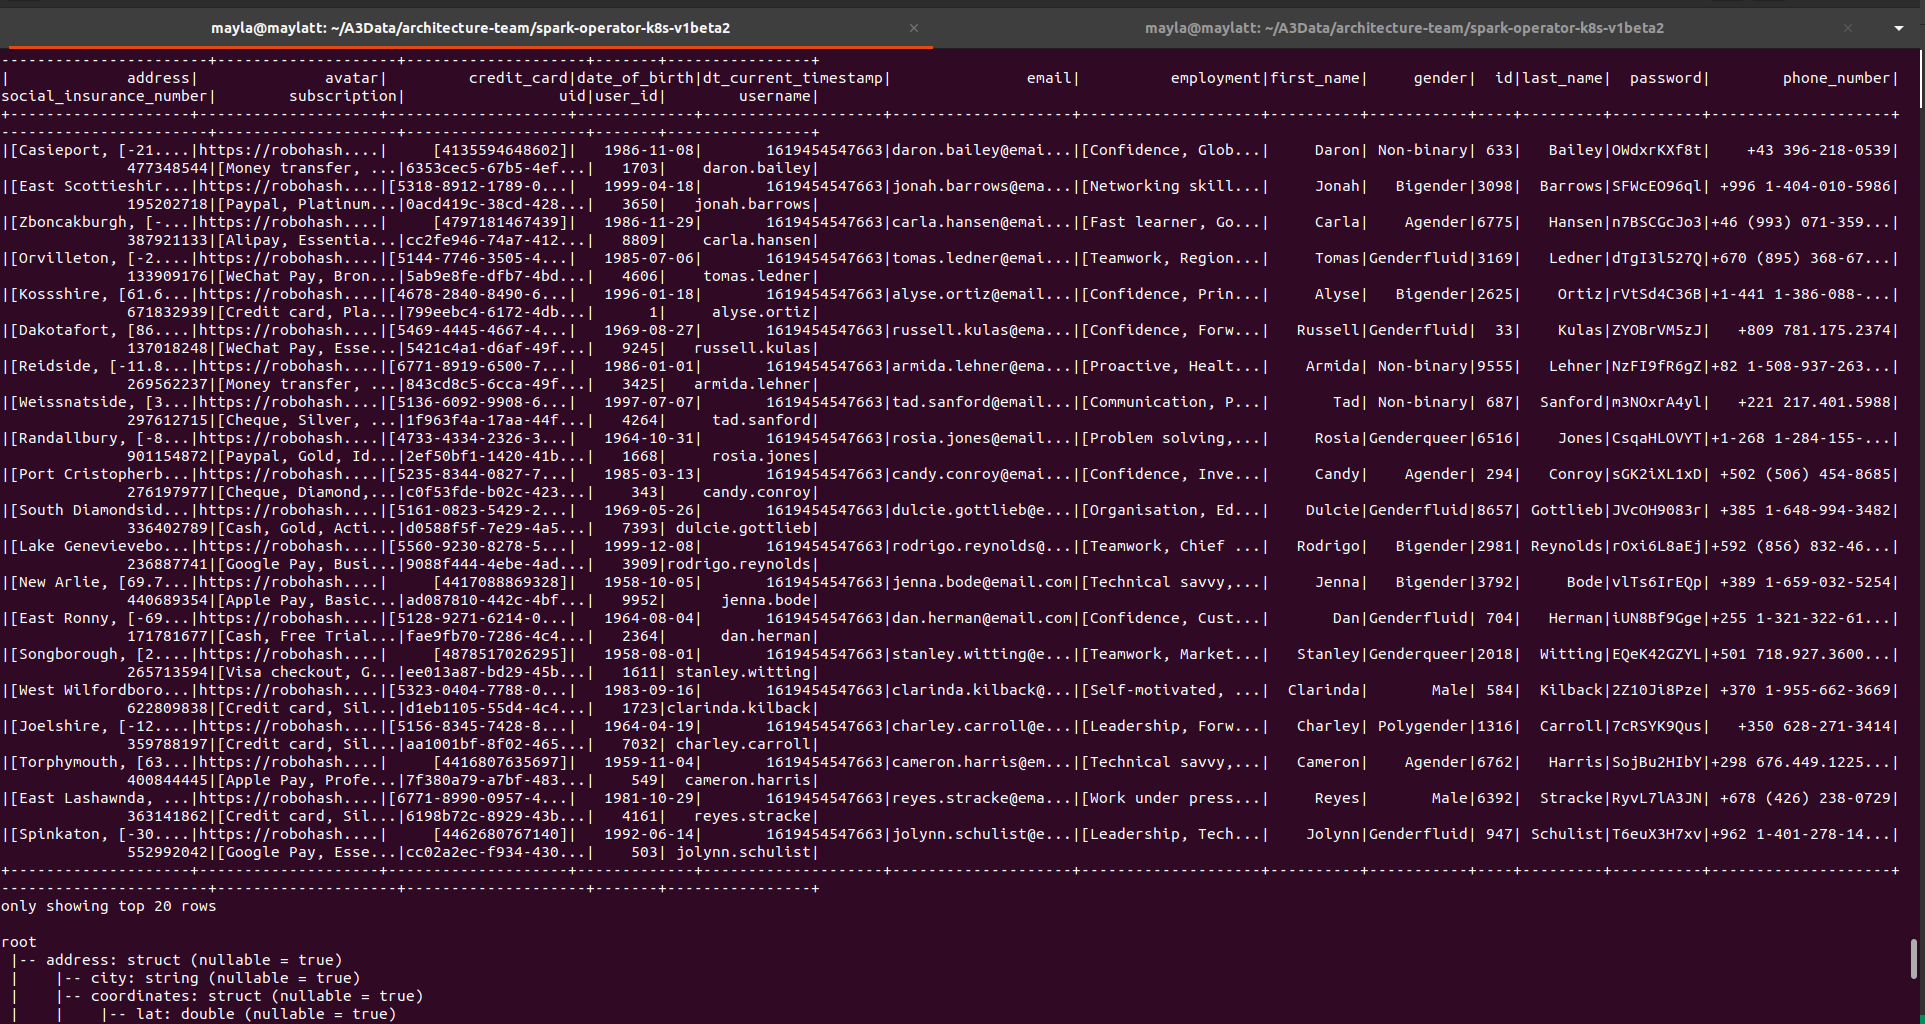 mayla@maylatt: ~/A3Data/architecture-team/spark-operator-k8s-v1beta2 × mayla@maylatt: ~/A3Data/architecture-team/spark-operator-k8s-v1beta2 ×
---------------------+--------------------+--------------------+-------+----------------+
|             address|              avatar|         credit_card|date_of_birth|dt_current_timestamp|               email|          employment|first_name|     gender|  id|last_name|  password|        phone_number|
social_insurance_number|        subscription|                 uid|user_id|        username|
+--------------------+--------------------+--------------------+-------------+--------------------+--------------------+--------------------+----------+-----------+----+---------+----------+--------------------+
-----------------------+--------------------+--------------------+-------+----------------+
|[Casieport, [-21....|https://robohash....|     [4135594648602]|   1986-11-08|       1619454547663|daron.bailey@emai...|[Confidence, Glob...|     Daron| Non-binary| 633|   Bailey|OWdxrKXf8t|    +43 396-218-0539|
477348544|[Money transfer, ...|6353cec5-67b5-4ef...|   1703|    daron.bailey|
|[East Scottieshir...|https://robohash....|[5318-8912-1789-0...|   1999-04-18|       1619454547663|jonah.barrows@ema...|[Networking skill...|     Jonah|   Bigender|3098|  Barrows|SFWcEO96ql| +996 1-404-010-5986|
195202718|[Paypal, Platinum...|0acd419c-38cd-428...|   3650|   jonah.barrows|
|[Zboncakburgh, [-...|https://robohash....|     [4797181467439]|   1986-11-29|       1619454547663|carla.hansen@emai...|[Fast learner, Go...|     Carla|    Agender|6775|   Hansen|n7BSCGcJo3|+46 (993) 071-359...|
387921133|[Alipay, Essentia...|cc2fe946-74a7-412...|   8809|    carla.hansen|
|[Orvilleton, [-2....|https://robohash....|[5144-7746-3505-4...|   1985-07-06|       1619454547663|tomas.ledner@emai...|[Teamwork, Region...|     Tomas|Genderfluid|3169|   Ledner|dTgI3l527Q|+670 (895) 368-67...|
133909176|[WeChat Pay, Bron...|5ab9e8fe-dfb7-4bd...|   4606|    tomas.ledner|
|[Kossshire, [61.6...|https://robohash....|[4678-2840-8490-6...|   1996-01-18|       1619454547663|alyse.ortiz@email...|[Confidence, Prin...|     Alyse|   Bigender|2625|    Ortiz|rVtSd4C36B|+1-441 1-386-088-...|
671832939|[Credit card, Pla...|799eebc4-6172-4db...|      1|     alyse.ortiz|
|[Dakotafort, [86....|https://robohash....|[5469-4445-4667-4...|   1969-08-27|       1619454547663|russell.kulas@ema...|[Confidence, Forw...|   Russell|Genderfluid|  33|    Kulas|ZYOBrVM5zJ|   +809 781.175.2374|
137018248|[WeChat Pay, Esse...|5421c4a1-d6af-49f...|   9245|   russell.kulas|
|[Reidside, [-11.8...|https://robohash....|[6771-8919-6500-7...|   1986-01-01|       1619454547663|armida.lehner@ema...|[Proactive, Healt...|    Armida| Non-binary|9555|   Lehner|NzFI9fR6gZ|+82 1-508-937-263...|
269562237|[Money transfer, ...|843cd8c5-6cca-49f...|   3425|   armida.lehner|
|[Weissnatside, [3...|https://robohash....|[5136-6092-9908-6...|   1997-07-07|       1619454547663|tad.sanford@email...|[Communication, P...|       Tad| Non-binary| 687|  Sanford|m3NOxrA4yl|   +221 217.401.5988|
297612715|[Cheque, Silver, ...|1f963f4a-17aa-44f...|   4264|     tad.sanford|
|[Randallbury, [-8...|https://robohash....|[4733-4334-2326-3...|   1964-10-31|       1619454547663|rosia.jones@email...|[Problem solving,...|     Rosia|Genderqueer|6516|    Jones|CsqaHLOVYT|+1-268 1-284-155-...|
901154872|[Paypal, Gold, Id...|2ef50bf1-1420-41b...|   1668|     rosia.jones|
|[Port Cristopherb...|https://robohash....|[5235-8344-0827-7...|   1985-03-13|       1619454547663|candy.conroy@emai...|[Confidence, Inve...|     Candy|    Agender| 294|   Conroy|sGK2iXL1xD| +502 (506) 454-8685|
276197977|[Cheque, Diamond,...|c0f53fde-b02c-423...|    343|    candy.conroy|
|[South Diamondsid...|https://robohash....|[5161-0823-5429-2...|   1969-05-26|       1619454547663|dulcie.gottlieb@e...|[Organisation, Ed...|    Dulcie|Genderfluid|8657| Gottlieb|JVcOH9083r| +385 1-648-994-3482|
336402789|[Cash, Gold, Acti...|d0588f5f-7e29-4a5...|   7393| dulcie.gottlieb|
|[Lake Genevievebo...|https://robohash....|[5560-9230-8278-5...|   1999-12-08|       1619454547663|rodrigo.reynolds@...|[Teamwork, Chief ...|   Rodrigo|   Bigender|2981| Reynolds|rOxi6L8aEj|+592 (856) 832-46...|
236887741|[Google Pay, Busi...|9088f444-4ebe-4ad...|   3909|rodrigo.reynolds|
|[New Arlie, [69.7...|https://robohash....|     [4417088869328]|   1958-10-05|       1619454547663|jenna.bode@email.com|[Technical savvy,...|     Jenna|   Bigender|3792|     Bode|vlTs6IrEQp| +389 1-659-032-5254|
440689354|[Apple Pay, Basic...|ad087810-442c-4bf...|   9952|      jenna.bode|
|[East Ronny, [-69...|https://robohash....|[5128-9271-6214-0...|   1964-08-04|       1619454547663|dan.herman@email.com|[Confidence, Cust...|       Dan|Genderfluid| 704|   Herman|iUN8Bf9Gge|+255 1-321-322-61...|
171781677|[Cash, Free Trial...|fae9fb70-7286-4c4...|   2364|      dan.herman|
|[Songborough, [2....|https://robohash....|     [4878517026295]|   1958-08-01|       1619454547663|stanley.witting@e...|[Teamwork, Market...|   Stanley|Genderqueer|2018|  Witting|EQeK42GZYL|+501 718.927.3600...|
265713594|[Visa checkout, G...|ee013a87-bd29-45b...|   1611| stanley.witting|
|[West Wilfordboro...|https://robohash....|[5323-0404-7788-0...|   1983-09-16|       1619454547663|clarinda.kilback@...|[Self-motivated, ...|  Clarinda|       Male| 584|  Kilback|2Z10Ji8Pze| +370 1-955-662-3669|
622809838|[Credit card, Sil...|d1eb1105-55d4-4c4...|   1723|clarinda.kilback|
|[Joelshire, [-12....|https://robohash....|[5156-8345-7428-8...|   1964-04-19|       1619454547663|charley.carroll@e...|[Leadership, Forw...|   Charley| Polygender|1316|  Carroll|7cRSYK9Qus|   +350 628-271-3414|
359788197|[Credit card, Sil...|aa1001bf-8f02-465...|   7032| charley.carroll|
|[Torphymouth, [63...|https://robohash....|     [4416807635697]|   1959-11-04|       1619454547663|cameron.harris@em...|[Technical savvy,...|   Cameron|    Agender|6762|   Harris|SojBu2HIbY|+298 676.449.1225...|
400844445|[Apple Pay, Profe...|7f380a79-a7bf-483...|    549|  cameron.harris|
|[East Lashawnda, ...|https://robohash....|[6771-8990-0957-4...|   1981-10-29|       1619454547663|reyes.stracke@ema...|[Work under press...|     Reyes|       Male|6392|  Stracke|RyvL7lA3JN| +678 (426) 238-0729|
363141862|[Credit card, Sil...|6198b72c-8929-43b...|   4161|   reyes.stracke|
|[Spinkaton, [-30....|https://robohash....|     [4462680767140]|   1992-06-14|       1619454547663|jolynn.schulist@e...|[Leadership, Tech...|    Jolynn|Genderfluid| 947| Schulist|T6euX3H7xv|+962 1-401-278-14...|
552992042|[Google Pay, Esse...|cc02a2ec-f934-430...|    503| jolynn.schulist|
+--------------------+--------------------+--------------------+-------------+--------------------+--------------------+--------------------+----------+-----------+----+---------+----------+--------------------+
-----------------------+--------------------+--------------------+-------+----------------+
only showing top 20 rows
root
|-- address: struct (nullable = true)
|    |-- city: string (nullable = true)
|    |-- coordinates: struct (nullable = true)
|    |    |-- lat: double (nullable = true)